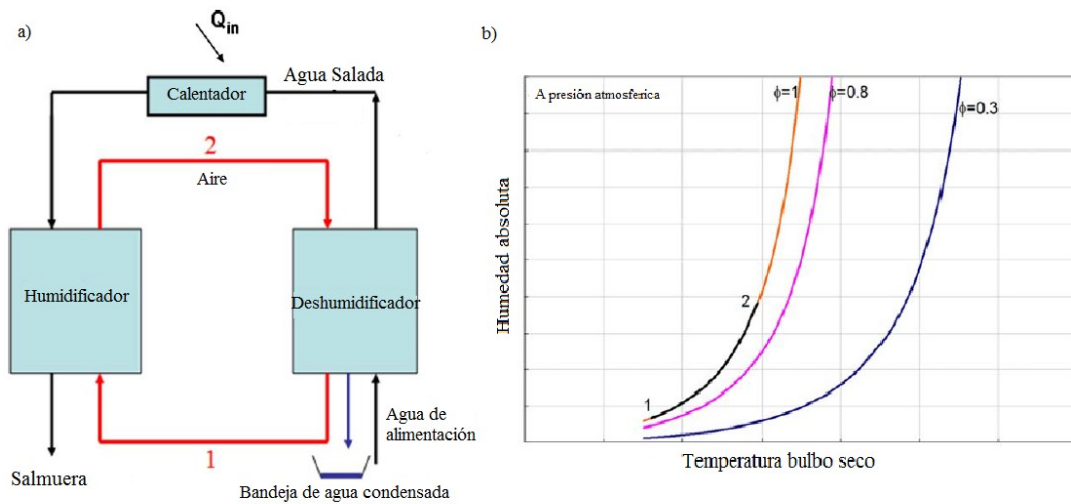 a)
Q_in
Agua Salada
Calentador
2
Aire
Humidificador
Deshumidificador
1
Agua de
alimentación
Salmuera
Bandeja de agua condensada
b)
A presión atmosferica
ϕ=1
ϕ=0.8
ϕ=0.3
Humedad absoluta
2
1
Temperatura bulbo seco